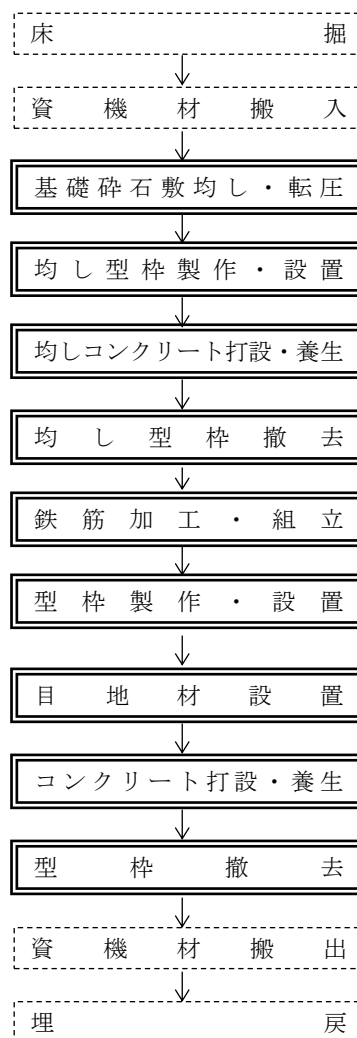 床掘
資機材搬入
基礎砕石敷均し・転圧
均し型枠製作・設置
均しコンクリート打設・養生
均し型枠撤去
鉄筋加工・組立
型枠製作・設置
目地材設置
コンクリート打設・養生
型枠撤去
資機材搬出
埋戻